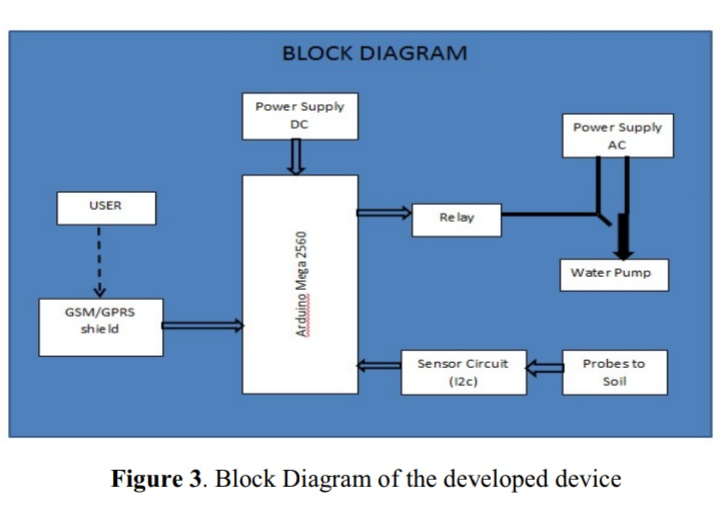 BLOCK DIAGRAM
Power Supply
DC
Power Supply
AC
USER
Relay
Arduino Mega 2560
Water Pump
GSM/GPRS
shield
Sensor Circuit
(I2c)
Probes to
Soil
Figure 3. Block Diagram of the developed device